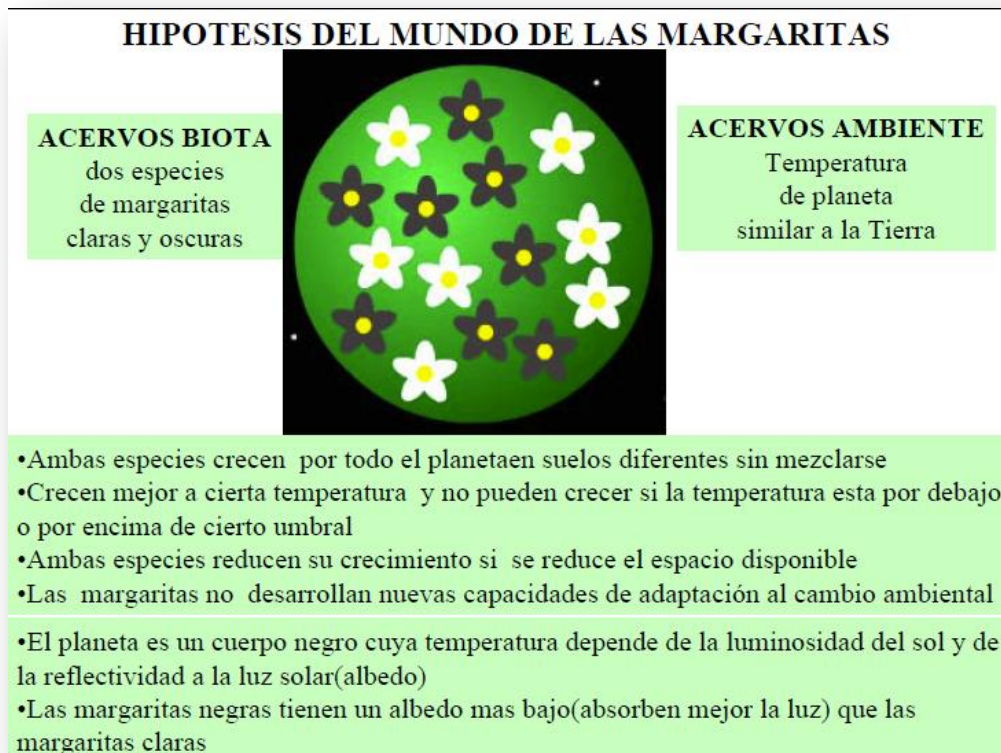 HIPOTESIS DEL MUNDO DE LAS MARGARITAS
ACERVOS BIOTA
dos especies
de margaritas
claras y oscuras
ACERVOS AMBIENTE
Temperatura
de planeta
similar a la Tierra
•Ambas especies crecen por todo el planetaen suelos diferentes sin mezclarse
•Crecen mejor a cierta temperatura y no pueden crecer si la temperatura esta por debajo
o por encima de cierto umbral
•Ambas especies reducen su crecimiento si se reduce el espacio disponible
•Las margaritas no desarrollan nuevas capacidades de adaptación al cambio ambiental
•El planeta es un cuerpo negro cuya temperatura depende de la luminosidad del sol y de
la reflectividad a la luz solar(albedo)
•Las margaritas negras tienen un albedo mas bajo(absorben mejor la luz) que las
margaritas claras